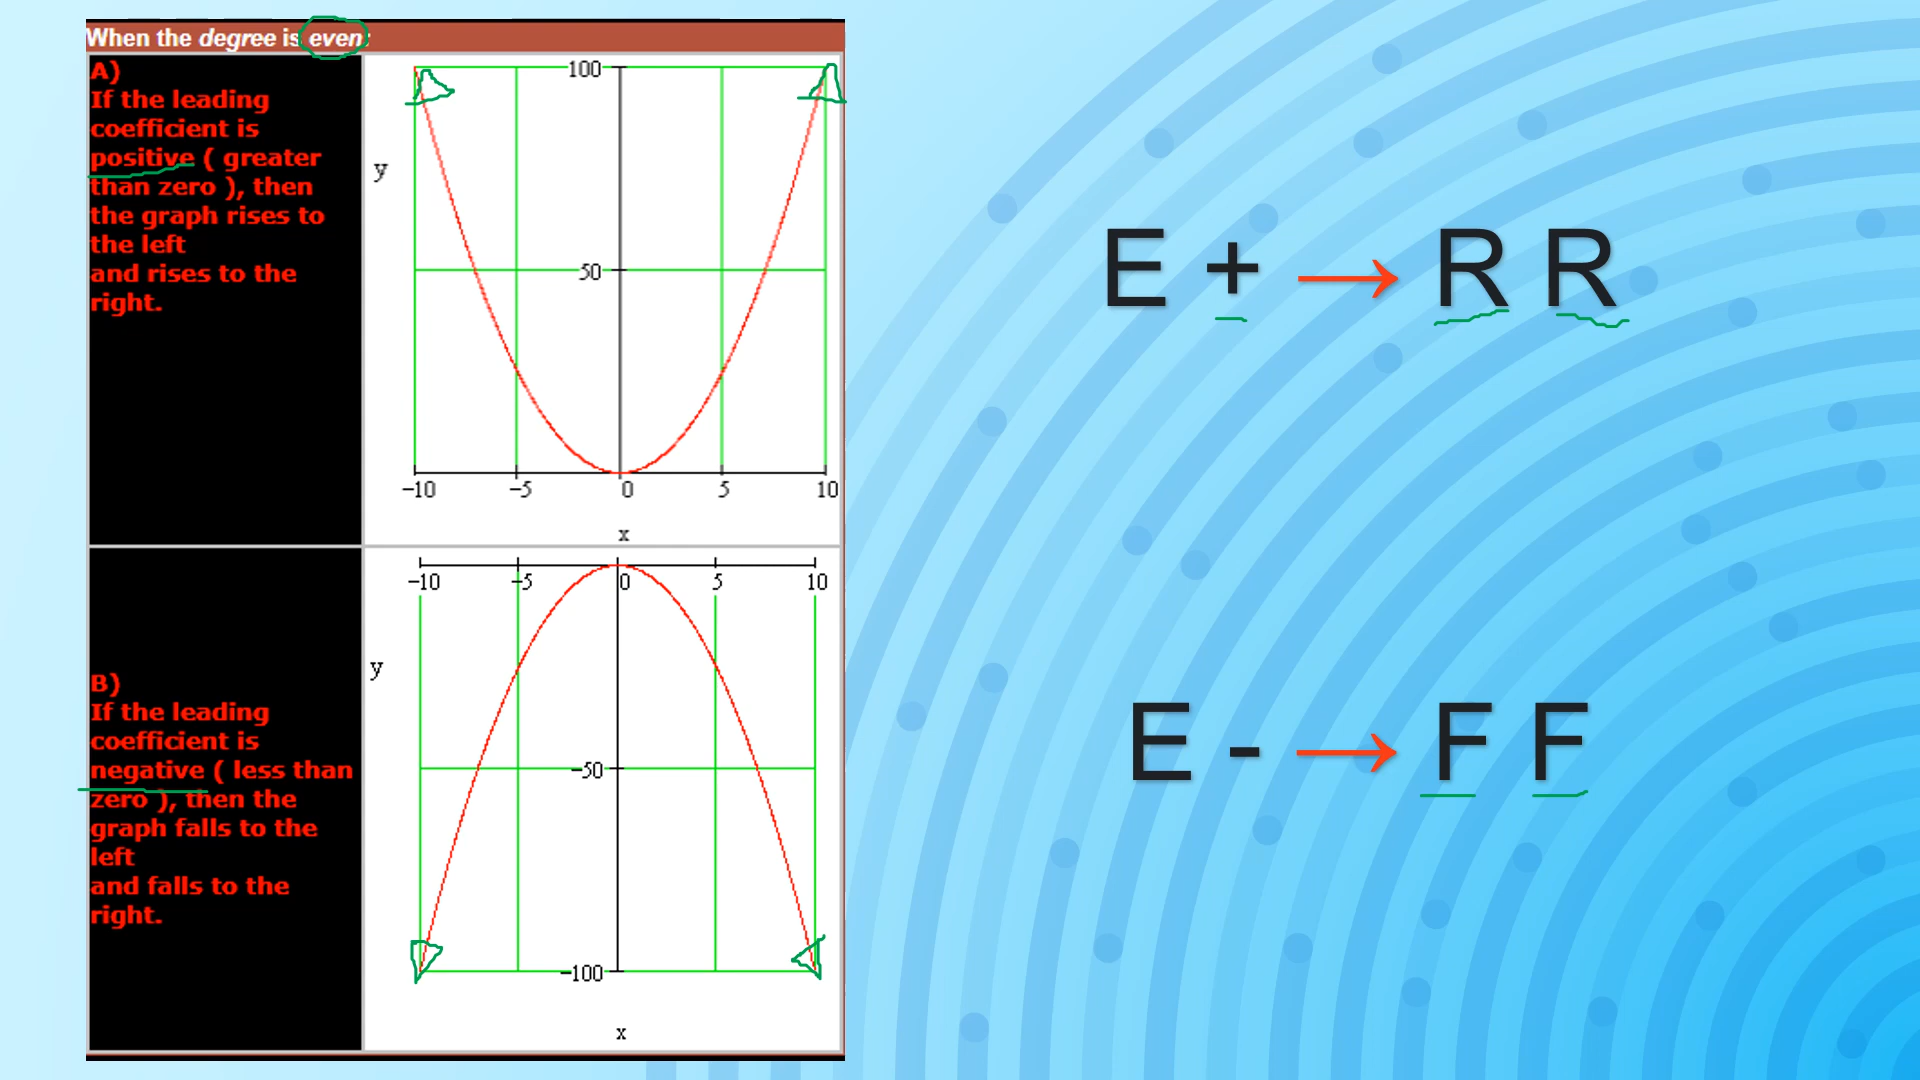 When the degree is even:
A)
If the leading
coefficient is
positive ( greater
than zero ), then
the graph rises to
the left
and rises to the
right.
100
y
50
−10 −5 0 5 10
x
E + → R R
B)
If the leading
coefficient is
negative ( less than
zero ), then the
graph falls to the
left
and falls to the
right.
−10 −5 0 5 10
y
−50
−100
x
E - → F F